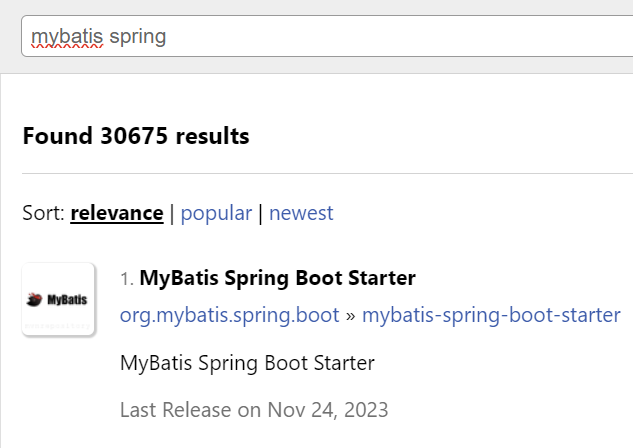 mybatis spring
Found 30675 results
Sort: relevance | popular | newest
MyBatis
1. MyBatis Spring Boot Starter
org.mybatis.spring.boot » mybatis-spring-boot-starter
MyBatis Spring Boot Starter
Last Release on Nov 24, 2023